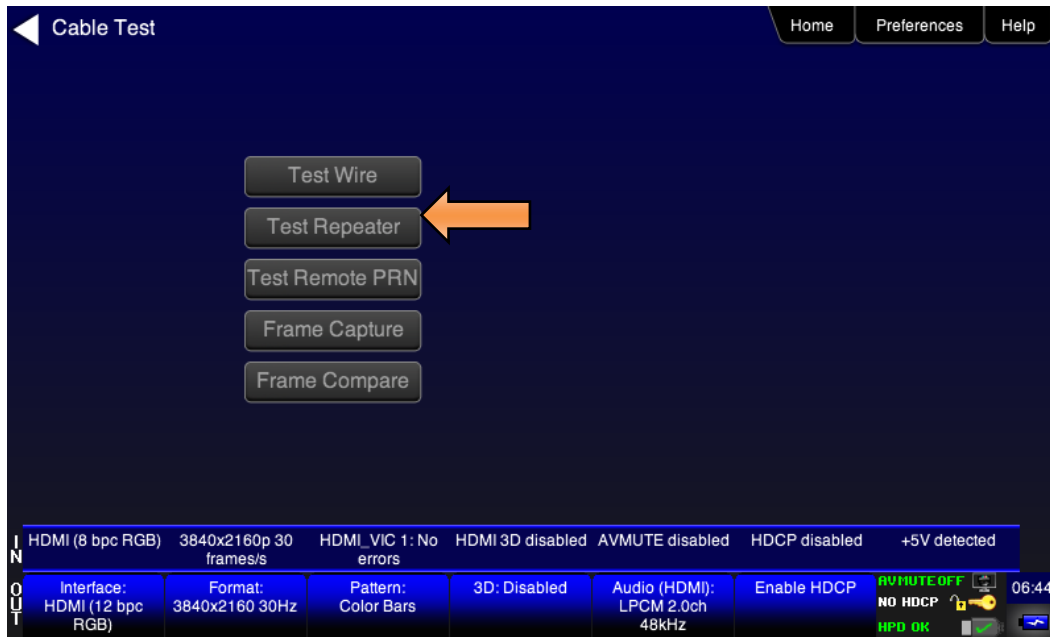 Cable Test
Home
Preferences
Help
Test Wire
Test Repeater
Test Remote PRN
Frame Capture
Frame Compare
IN
HDMI (8 bpc RGB)
3840x2160p 30
frames/s
HDMI_VIC 1: No
errors
HDMI 3D disabled
AVMUTE disabled
HDCP disabled
+5V detected
OUT
Interface:
HDMI (12 bpc
RGB)
Format:
3840x2160 30Hz
Pattern:
Color Bars
3D: Disabled
Audio (HDMI):
LPCM 2.0ch
48kHz
Enable HDCP
AVMUTEOFF
NO HDCP
HPD OK
06:44